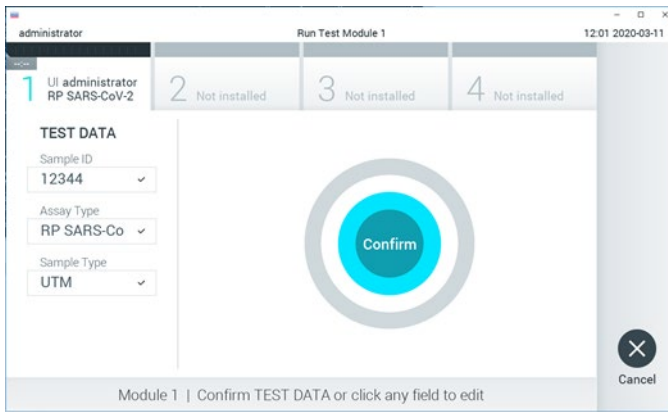 administrator Run Test Module 1 12:01 2020-03-11
1 UI administrator
RP SARS-CoV-2
2 Not installed
3 Not installed
4 Not installed
TEST DATA
Sample ID
12344
Assay Type
RP SARS-Co
Sample Type
UTM
Confirm
Cancel
Module 1 | Confirm TEST DATA or click any field to edit